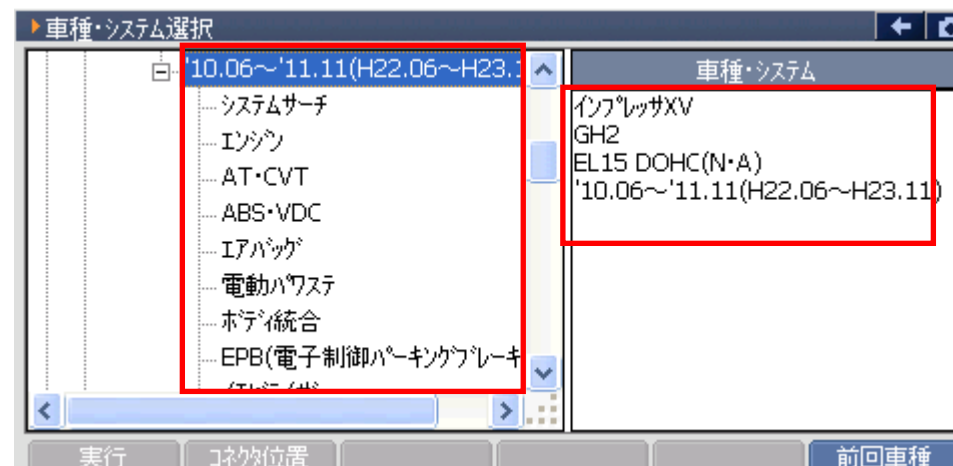 車種・システム選択
'10.06～'11.11(H22.06～H23.1
システムサーチ
エンジン
AT・CVT
ABS・VDC
エアバッグ
電動パワステ
ボディ統合
EPB(電子制御パーキングブレーキ
車種・システム
インプレッサXV
GH2
EL15 DOHC(N・A)
'10.06～'11.11(H22.06～H23.11)
実行
コネクタ位置
前回車種